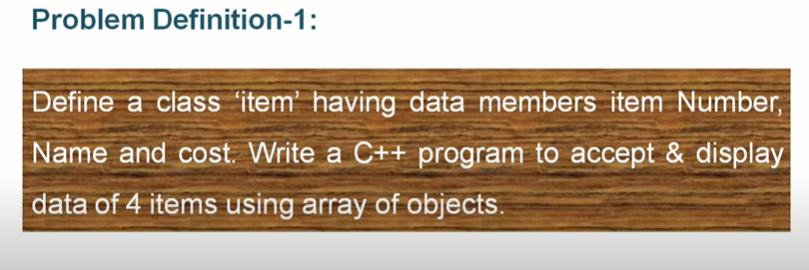 Problem Definition-1:
Define a class ‘item’ having data members item Number,
Name and cost. Write a C++ program to accept & display
data of 4 items using array of objects.